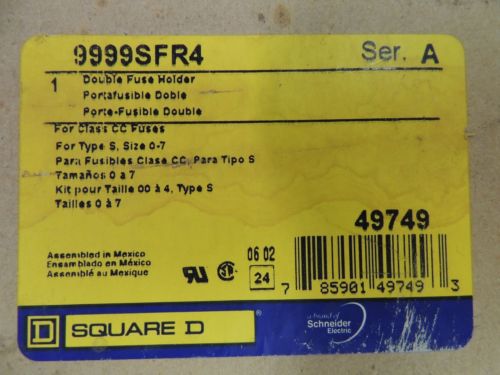 9999SFR4 Ser. A
1 Double Fuse Holder
Portafusible Doble
Porte-Fusible Double
For Class CC Fuses
For Type S, Size 0-7
Para Fusibles Clase CC, Para Tipo S
Tamaños 0 a 7
Kit pour Taille 00 à 4, Type S
Tailles 0 à 7
49749
Assembled in Mexico
Ensamblado en México
Assemblé au Mexique
06 02
24
7 85901 49749 3
D SQUARE D
a brand of
Schneider
Electric